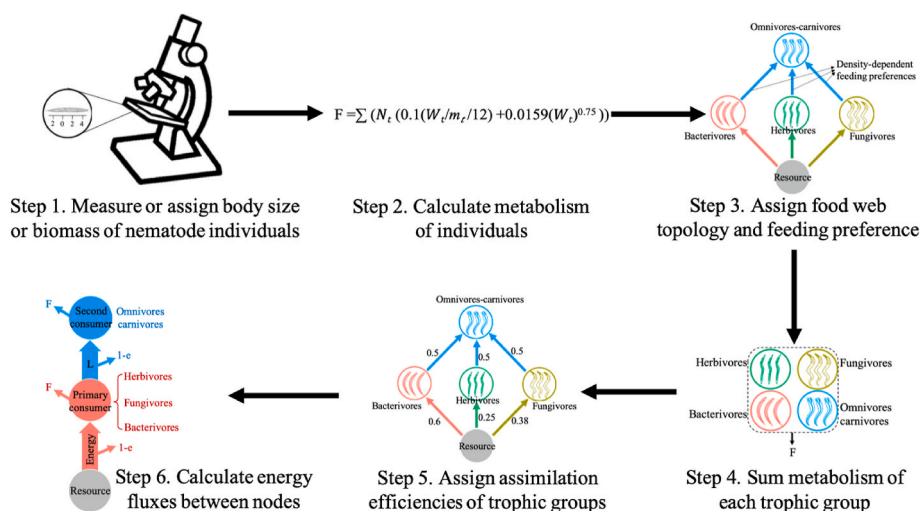 2 0 2 4
Step 1. Measure or assign body size
or biomass of nematode individuals
F =∑ (Nₜ (0.1(Wₜ/mₜ/12) +0.0159(Wₜ)^0.75 ))
Step 2. Calculate metabolism
of individuals
Omnivores-carnivores
Density-dependent
feeding preferences
Bacterivores
Herbivores
Fungivores
Resource
Step 3. Assign food web
topology and feeding preference
Herbivores
Fungivores
Bacterivores
Omnivores
carnivores
F
Step 4. Sum metabolism of
each trophic group
Omnivores-carnivores
0.5
0.5
0.5
Bacterivores
Herbivores
Fungivores
0.6
0.25
0.38
Resource
Step 5. Assign assimilation
efficiencies of trophic groups
F
Second
consumer
Omnivores
carnivores
L
1-e
F
Primary
consumer
Herbivores
Fungivores
Bacterivores
Energy
1-e
Resource
Step 6. Calculate energy
fluxes between nodes